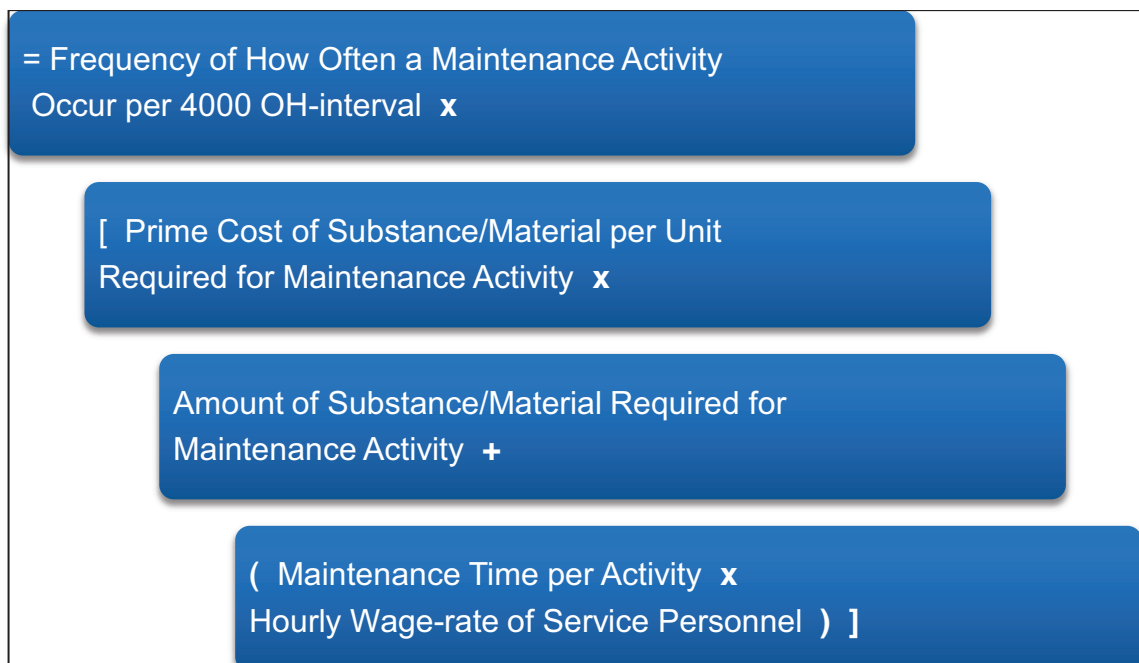 = Frequency of How Often a Maintenance Activity
Occur per 4000 OH-interval x
[ Prime Cost of Substance/Material per Unit
Required for Maintenance Activity x
Amount of Substance/Material Required for
Maintenance Activity +
( Maintenance Time per Activity x
Hourly Wage-rate of Service Personnel ) ]